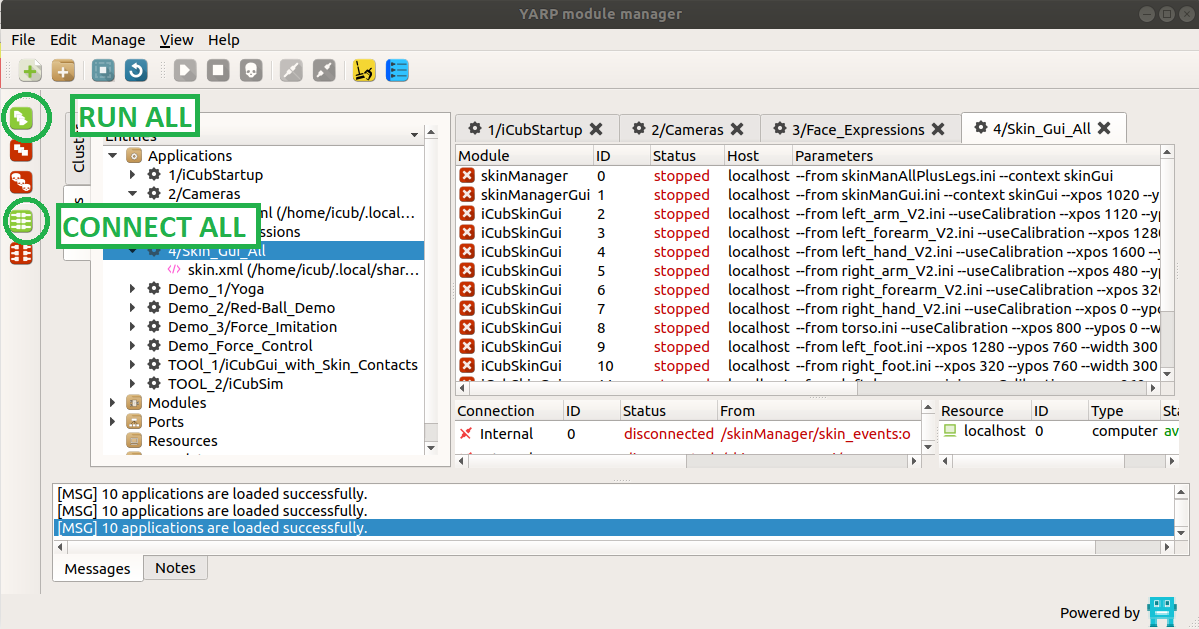 YARP module manager
File Edit Manage View Help
RUN ALL
Entities
Clust
Applications
1/iCubStartup
2/Cameras
ml (/home/icub/.local...
CONNECT ALL
4/Skin_Gui_All
skin.xml (/home/icub/.local/shar...
Demo_1/Yoga
Demo_2/Red-Ball_Demo
Demo_3/Force_Imitation
Demo_Force_Control
TOOl_1/iCubGui_with_Skin_Contacts
TOOL_2/iCubSim
Modules
Ports
Resources
1/iCubStartup 2/Cameras 3/Face_Expressions 4/Skin_Gui_All
Module ID Status Host Parameters
skinManager 0 stopped localhost --from skinManAllPlusLegs.ini --context skinGui
skinManagerGui 1 stopped localhost --from skinManGui.ini --context skinGui --xpos 1020 --y
iCubSkinGui 2 stopped localhost --from left_arm_V2.ini --useCalibration --xpos 1120 --yp
iCubSkinGui 3 stopped localhost --from left_forearm_V2.ini --useCalibration --xpos 128
iCubSkinGui 4 stopped localhost --from left_hand_V2.ini --useCalibration --xpos 1600 --
iCubSkinGui 5 stopped localhost --from right_arm_V2.ini --useCalibration --xpos 480 --y
iCubSkinGui 6 stopped localhost --from right_forearm_V2.ini --useCalibration --xpos 32
iCubSkinGui 7 stopped localhost --from right_hand_V2.ini --useCalibration --xpos 0 --yp
iCubSkinGui 8 stopped localhost --from torso.ini --useCalibration --xpos 800 --ypos 0 --w
iCubSkinGui 9 stopped localhost --from left_foot.ini --xpos 1280 --ypos 760 --width 300
iCubSkinGui 10 stopped localhost --from right_foot.ini --xpos 320 --ypos 760 --width 300
Connection ID Status From
Internal 0 disconnected /skinManager/skin_events:o
Resource ID Type Sta
localhost 0 computer av
[MSG] 10 applications are loaded successfully.
[MSG] 10 applications are loaded successfully.
[MSG] 10 applications are loaded successfully.
Messages Notes
Powered by